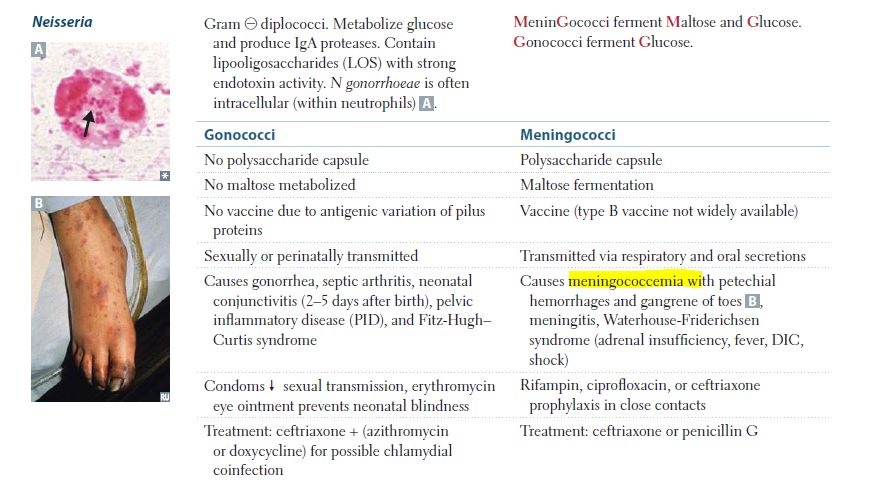 Neisseria
Gram ⊖ diplococci. Metabolize glucose
and produce IgA proteases. Contain
lipooligosaccharides (LOS) with strong
endotoxin activity. N gonorrhoeae is often
intracellular (within neutrophils) A.
MeninGococci ferment Maltose and Glucose.
Gonococci ferment Glucose.
A
*
B
RU
Gononococci
Meningococci
No polysaccharide capsule
Polysaccharide capsule
No maltose metabolized
Maltose fermentation
No vaccine due to antigenic variation of pilus
proteins
Vaccine (type B vaccine not widely available)
Sexually or perinatally transmitted
Transmitted via respiratory and oral secretions
Causes gonorrhea, septic arthritis, neonatal
conjunctivitis (2–5 days after birth), pelvic
inflammatory disease (PID), and Fitz-Hugh–
Curtis syndrome
Causes meningococcemia with petechial
hemorrhages and gangrene of toes B,
meningitis, Waterhouse-Friderichsen
syndrome (adrenal insufficiency, fever, DIC,
shock)
Condoms ↓ sexual transmission, erythromycin
eye ointment prevents neonatal blindness
Rifampin, ciprofloxacin, or ceftriaxone
prophylaxis in close contacts
Treatment: ceftriaxone + (azithromycin
or doxycycline) for possible chlamydial
coinfection
Treatment: ceftriaxone or penicillin G